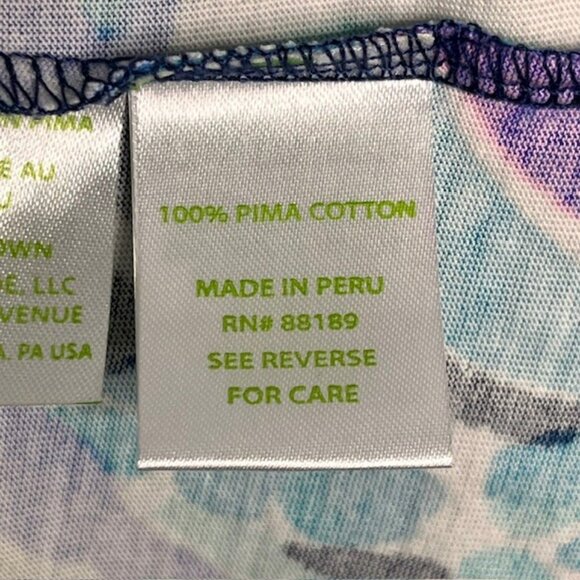 PIMA
É AU
U
OWN
DE, LLC
VENUE
A. PA USA
100% PIMA COTTON
MADE IN PERU
RN# 88189
SEE REVERSE
FOR CARE